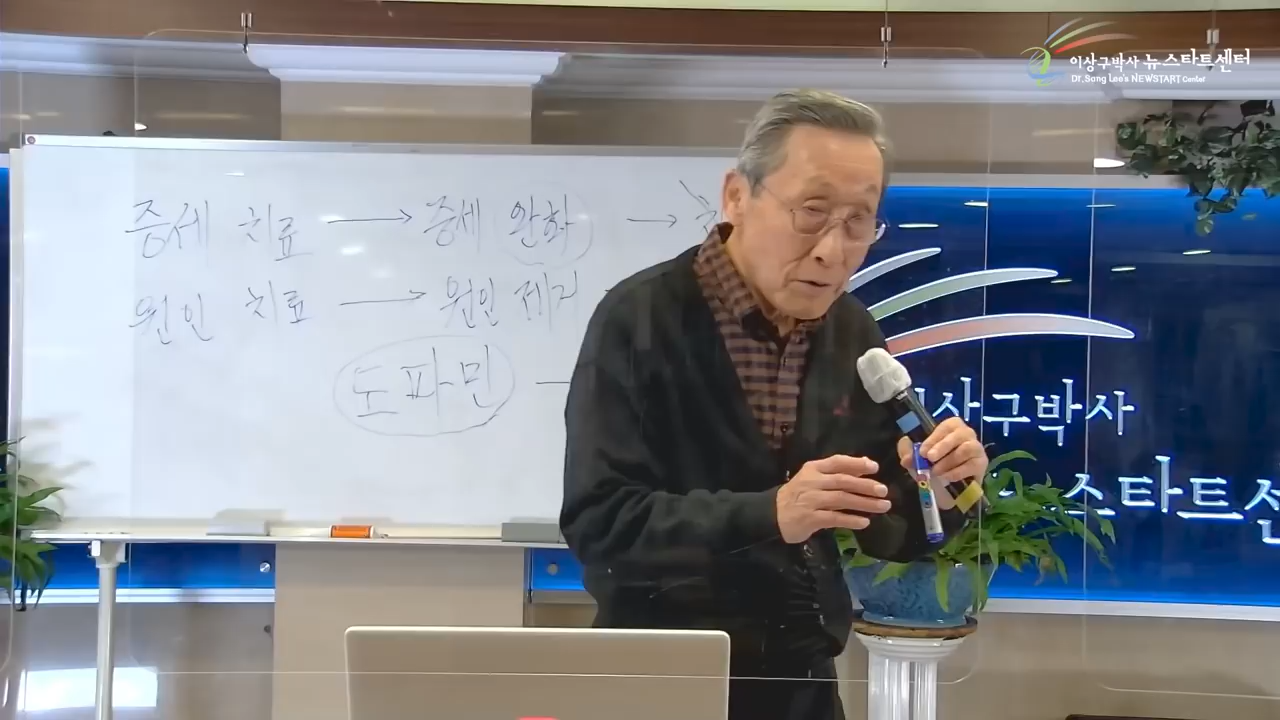 이상구박사 뉴스타트센터
Dr.Sang Lee's NEWSTART Center
증세 치료 → 증세 완화 →
원인 치료 → 원인 제거
도파민 —
상구박사
스타트센